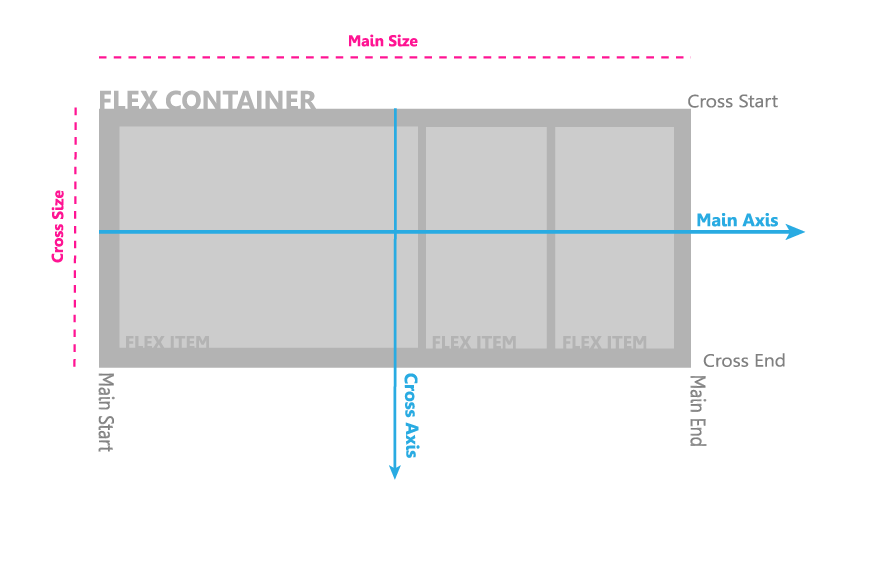 Main Size
FLEX CONTAINER
Cross Start
Cross Size
Main Axis
FLEX ITEM
FLEX ITEM
FLEX ITEM
Cross End
Main Start
Cross Axis
Main End